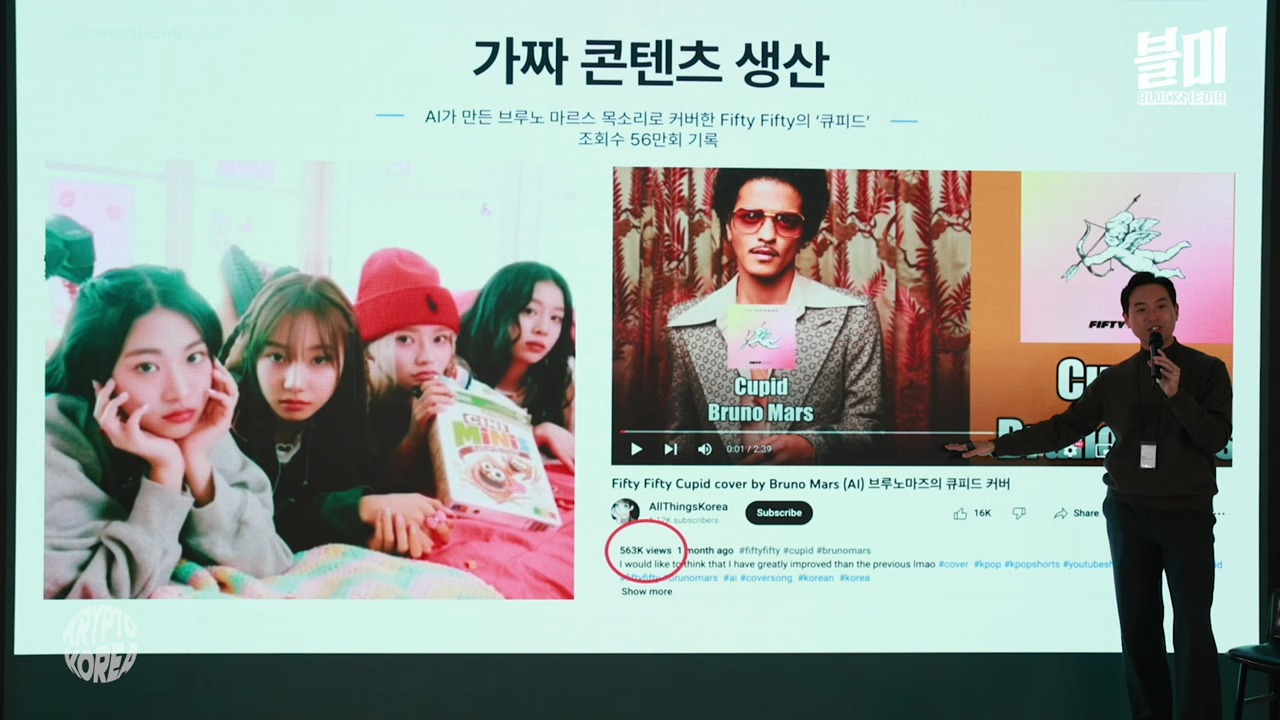 가짜 콘텐츠 생산
블미
BLOCKMEDIA
AI가 만든 브루노 마르스 목소리로 커버한 Fifty Fifty의 ‘큐피드’
조회수 56만회 기록
MiNiS
FIFTY
Cupid
Bruno Mars
0:01 / 2:39
Fifty Fifty Cupid cover by Bruno Mars (AI) 브루노마즈의 큐피드 커버
AllThingsKorea
subscribers
Subscribe
16K
Share
563K views 1 month ago #fiftyfifty #cupid #brunomars
I would like to think that I have greatly improved than the previous lmao #cover #kpop #kpopshorts
#fiftyfifty #brunomars #ai #coversong #korean #korea
Show more
KRYPTO
KOREA